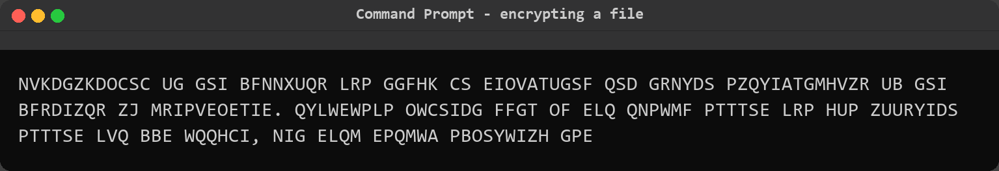 Command Prompt - encrypting a file
NVKDGZKDOCSC UG GSI BFNNXUQR LRP GGFHK CS EIOVATUGSF QSD GRNYDS PZQYIATGMHVZR UB GSI
BFRDIZQR ZJ MRIPVEOETIE. QYLWEWPLP OWCSIDG FFGT OF ELQ QNPWMF PTTTSE LRP HUP ZUURYIDS
PTTTSE LVQ BBE WQQHCI, NIG ELQM EPQMWA PBOSYWIZH GPE